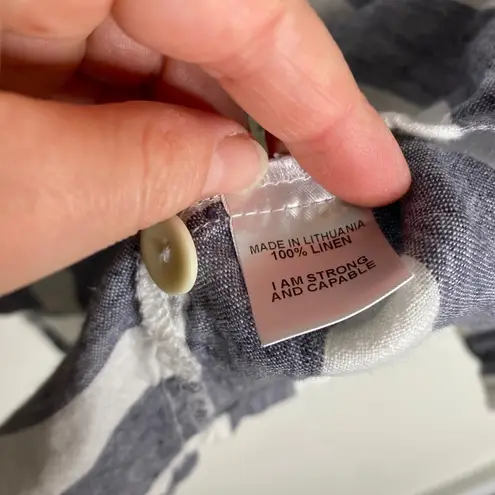 MADE IN LITHUANIA
100% LINEN
I AM STRONG
AND CAPABLE